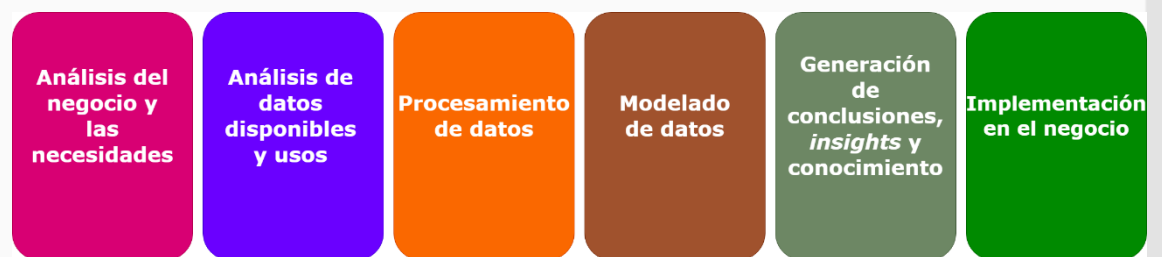 Análisis del
negocio y
las
necesidades
Análisis de
datos
disponibles
y usos
Procesamiento
de datos
Modelado
de datos
Generación
de
conclusiones,
insights y
conocimiento
Implementación
en el negocio